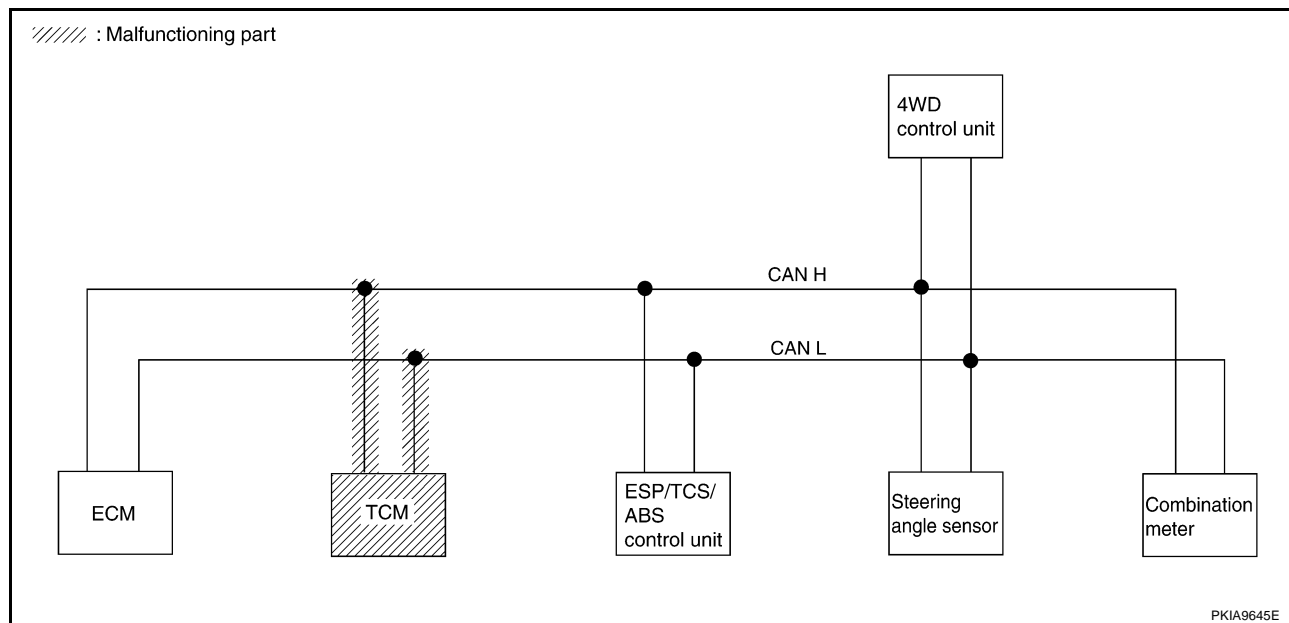 : Malfunctioning part
4WD
control unit
CAN H
CAN L
ECM
TCM
ESP/TCS/
ABS
control unit
Steering
angle sensor
Combination
meter
PKIA9645E